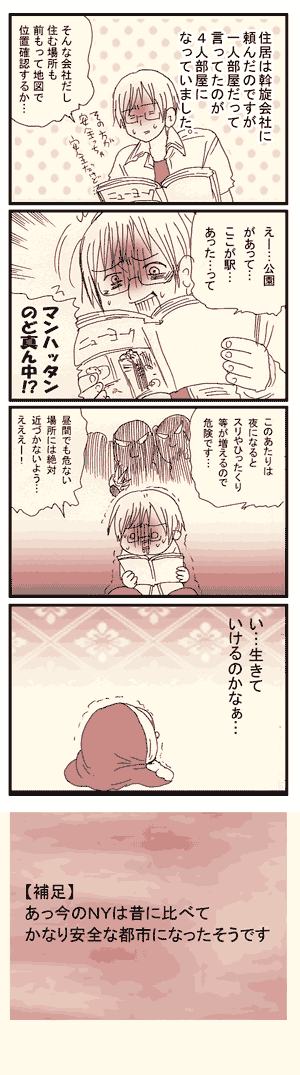 住居は斡旋会社に
頼んだのですが
一人部屋だって
言ってたのが
４人部屋に
なっていました。
そんな会社だし
住む場所も
前もって地図で
位置確認するか…
ニューヨーク
えー…公園
があって…
ここが駅…
あった…って
ニューヨーク
マンハッタン
のど真ん中!?
このあたりは
夜になると
スリやひったくり
等が増えるので
危険です…
昼間でも危ない
場所には絶対
近づかないよう…
えええー！
い…生きて
いけるのかなぁ…
【補足】
あっ今のNYは昔に比べて
かなり安全な都市になったそうです